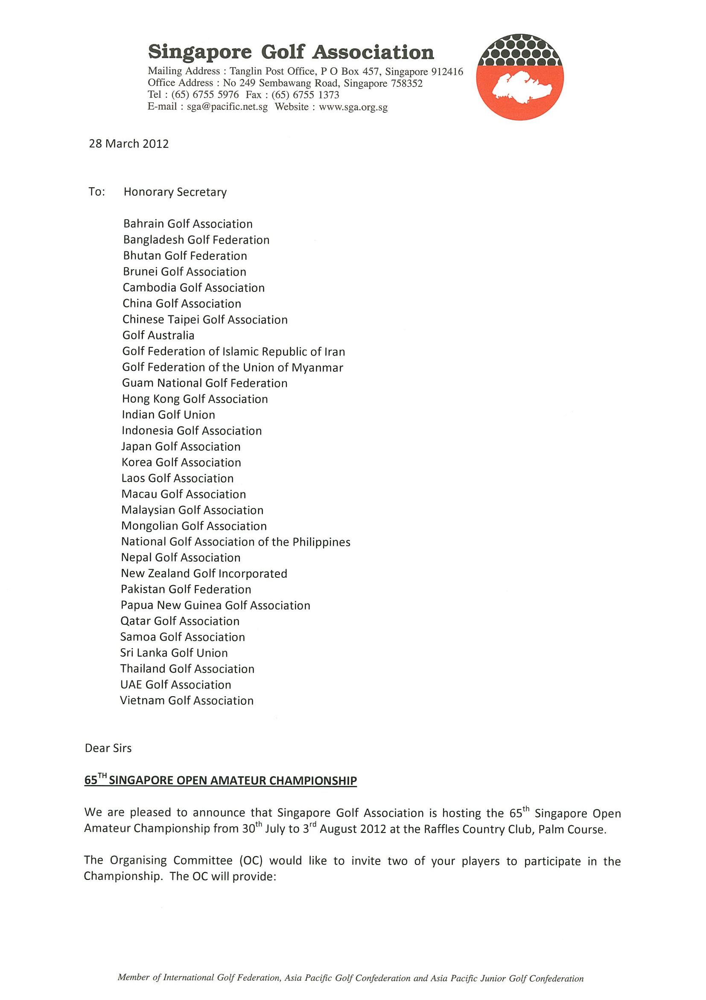 Singapore Golf Association
Mailing Address : Tanglin Post Office, P O Box 457, Singapore 912416
Office Address : No 249 Sembawang Road, Singapore 758352
Tel : (65) 6755 5976  Fax : (65) 6755 1373
E-mail : sga@pacific.net.sg  Website : www.sga.org.sg
28 March 2012
To: Honorary Secretary
Bahrain Golf Association
Bangladesh Golf Federation
Bhutan Golf Federation
Brunei Golf Association
Cambodia Golf Association
China Golf Association
Chinese Taipei Golf Association
Golf Australia
Golf Federation of Islamic Republic of Iran
Golf Federation of the Union of Myanmar
Guam National Golf Federation
Hong Kong Golf Association
Indian Golf Union
Indonesia Golf Association
Japan Golf Association
Korea Golf Association
Laos Golf Association
Macau Golf Association
Malaysian Golf Association
Mongolian Golf Association
National Golf Association of the Philippines
Nepal Golf Association
New Zealand Golf Incorporated
Pakistan Golf Federation
Papua New Guinea Golf Association
Qatar Golf Association
Samoa Golf Association
Sri Lanka Golf Union
Thailand Golf Association
UAE Golf Association
Vietnam Golf Association
Dear Sirs
65TH SINGAPORE OPEN AMATEUR CHAMPIONSHIP
We are pleased to announce that Singapore Golf Association is hosting the 65th Singapore Open
Amateur Championship from 30th July to 3rd August 2012 at the Raffles Country Club, Palm Course.
The Organising Committee (OC) would like to invite two of your players to participate in the
Championship.  The OC will provide:
Member of International Golf Federation, Asia Pacific Golf Confederation and Asia Pacific Junior Golf Confederation